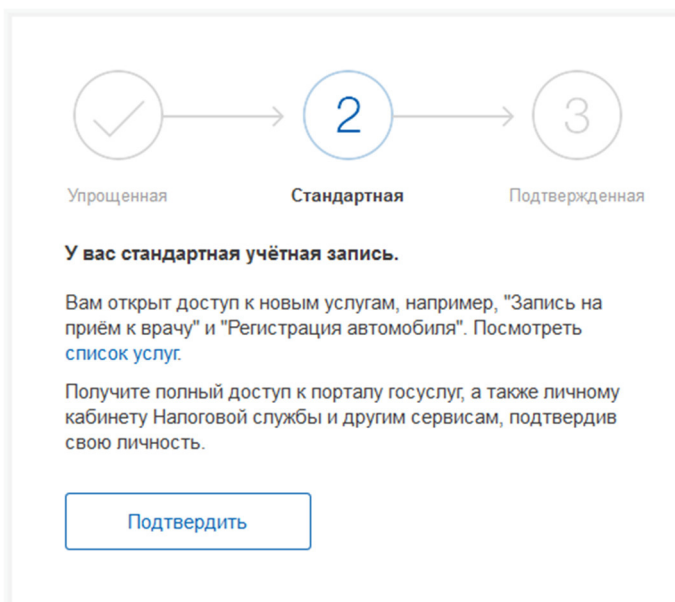 2
3
Упрощенная
Стандартная
Подтвержденная
У вас стандартная учётная запись.
Вам открыт доступ к новым услугам, например, "Запись на
приём к врачу" и "Регистрация автомобиля". Посмотреть
список услуг.
Получите полный доступ к порталу госуслуг, а также личному
кабинету Налоговой службы и другим сервисам, подтвердив
свою личность.
Подтвердить